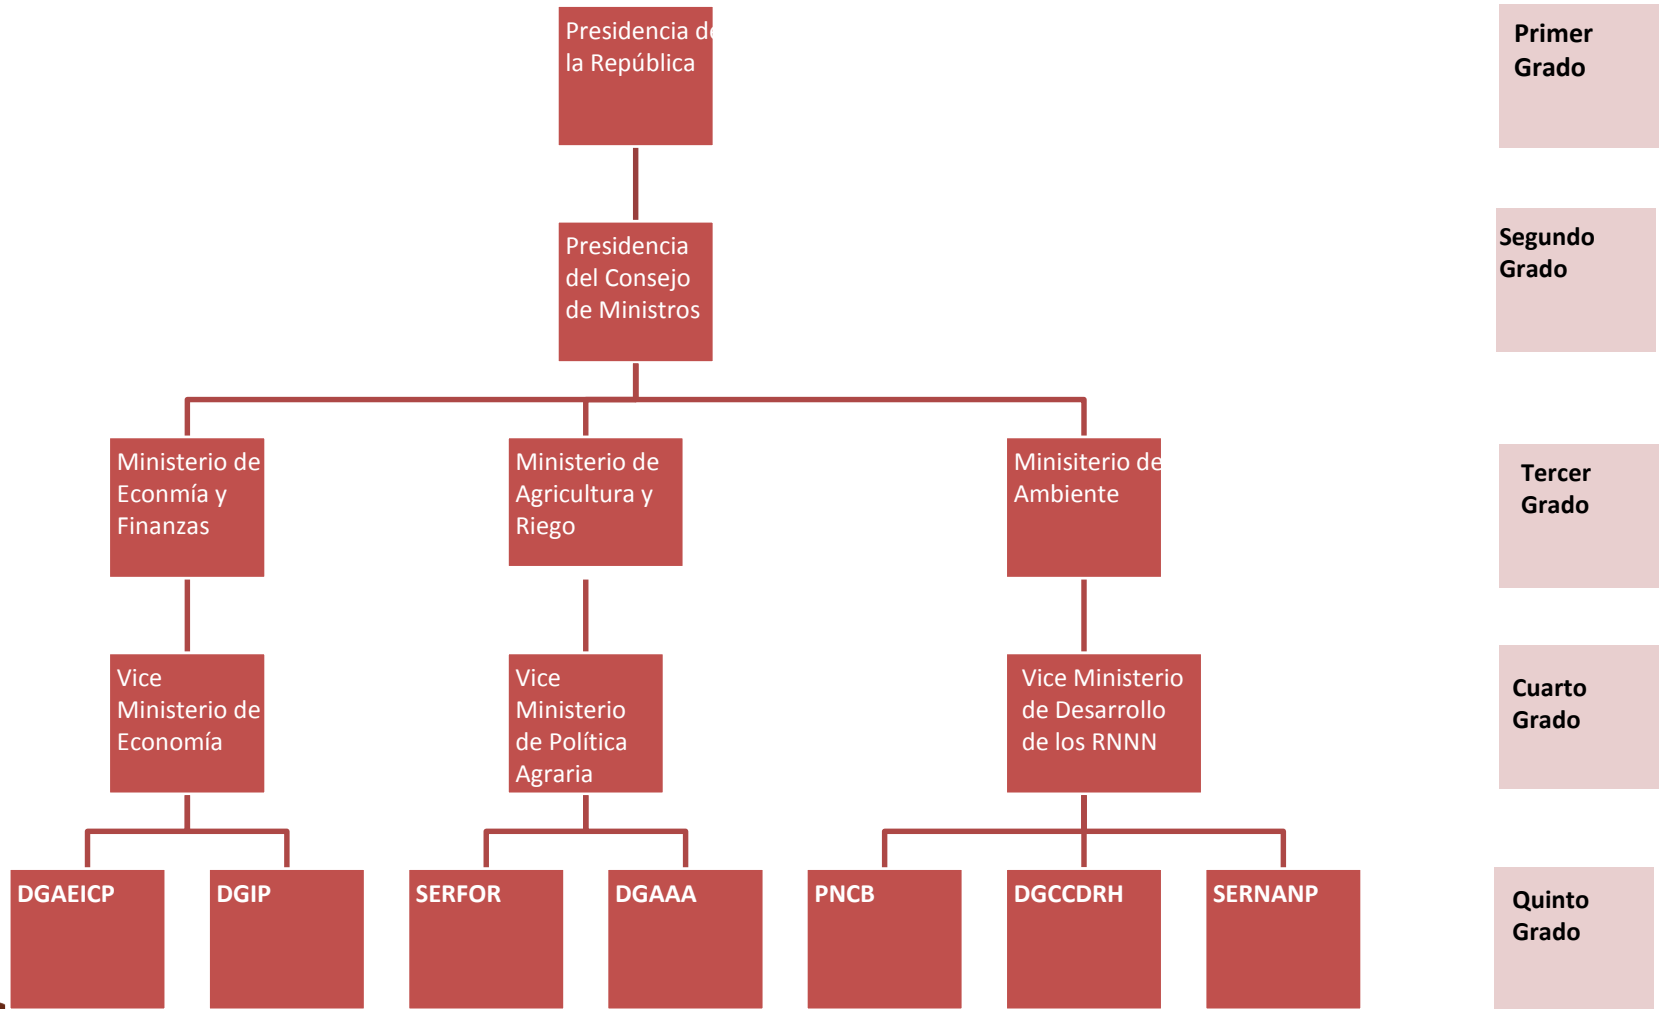 Presidencia de
la República
Primer
Grado
Presidencia
del Consejo
de Ministros
Segundo
Grado
Ministerio de
Econmía y
Finanzas
Ministerio de
Agricultura y
Riego
Minisiterio de
Ambiente
Tercer
Grado
Vice
Ministerio de
Economía
Vice
Ministerio
de Política
Agraria
Vice Ministerio
de Desarrollo
de los RNNN
Cuarto
Grado
DGAEICP
DGIP
SERFOR
DGAAA
PNCB
DGCCDRH
SERNANP
Quinto
Grado